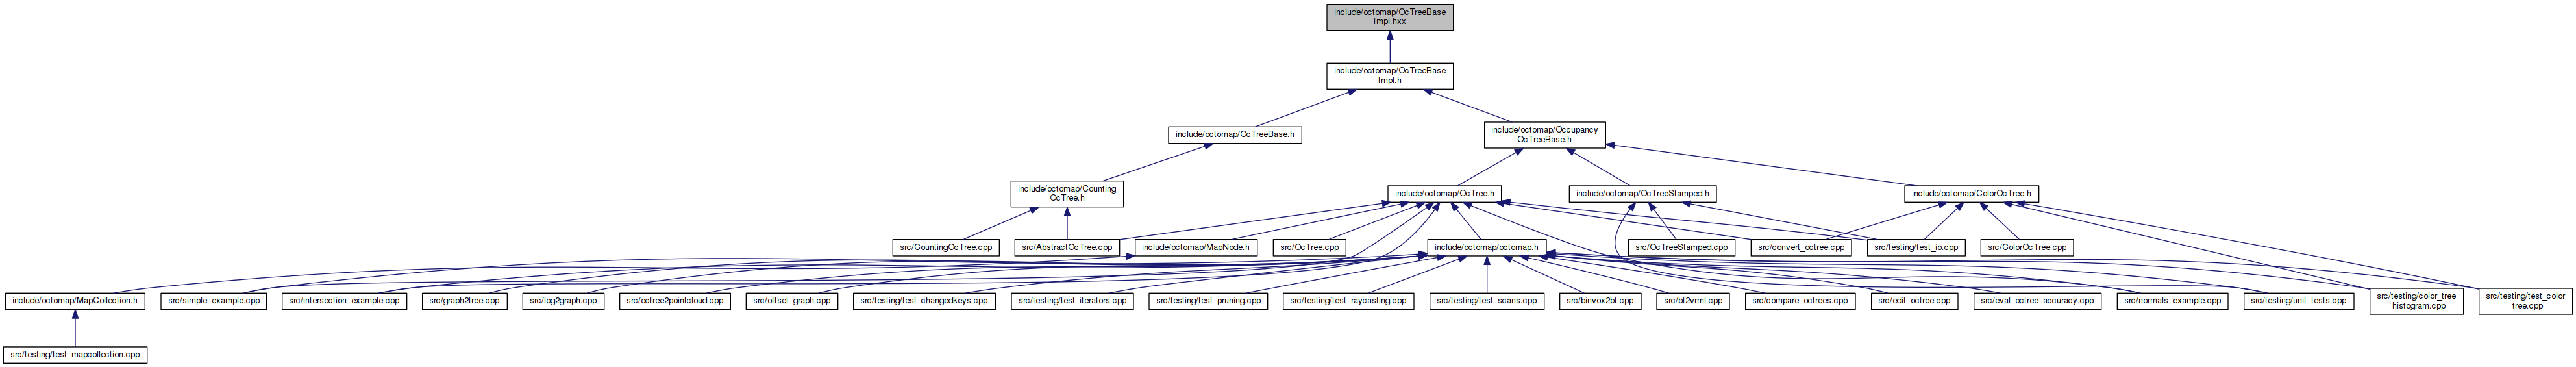 include/octomap/OcTreeBase
Impl.hxx
include/octomap/OcTreeBase
Impl.h
include/octomap/OcTreeBase.h
include/octomap/Occupancy
OcTreeBase.h
include/octomap/Counting
OcTree.h
include/octomap/OcTree.h
include/octomap/OcTreeStamped.h
include/octomap/ColorOcTree.h
src/CountingOcTree.cpp
src/AbstractOcTree.cpp
include/octomap/MapNode.h
src/OcTree.cpp
include/octomap/octomap.h
src/OcTreeStamped.cpp
src/convert_octree.cpp
src/testing/test_io.cpp
src/ColorOcTree.cpp
include/octomap/MapCollection.h
src/simple_example.cpp
src/intersection_example.cpp
src/graph2tree.cpp
src/log2graph.cpp
src/octree2pointcloud.cpp
src/offset_graph.cpp
src/testing/test_changedkeys.cpp
src/testing/test_iterators.cpp
src/testing/test_pruning.cpp
src/testing/test_raycasting.cpp
src/testing/test_scans.cpp
src/binvox2bt.cpp
src/bt2vrml.cpp
src/compare_octrees.cpp
src/edit_octree.cpp
src/eval_octree_accuracy.cpp
src/normals_example.cpp
src/testing/unit_tests.cpp
src/testing/color_tree
_histogram.cpp
src/testing/test_color
_tree.cpp
src/testing/test_mapcollection.cpp